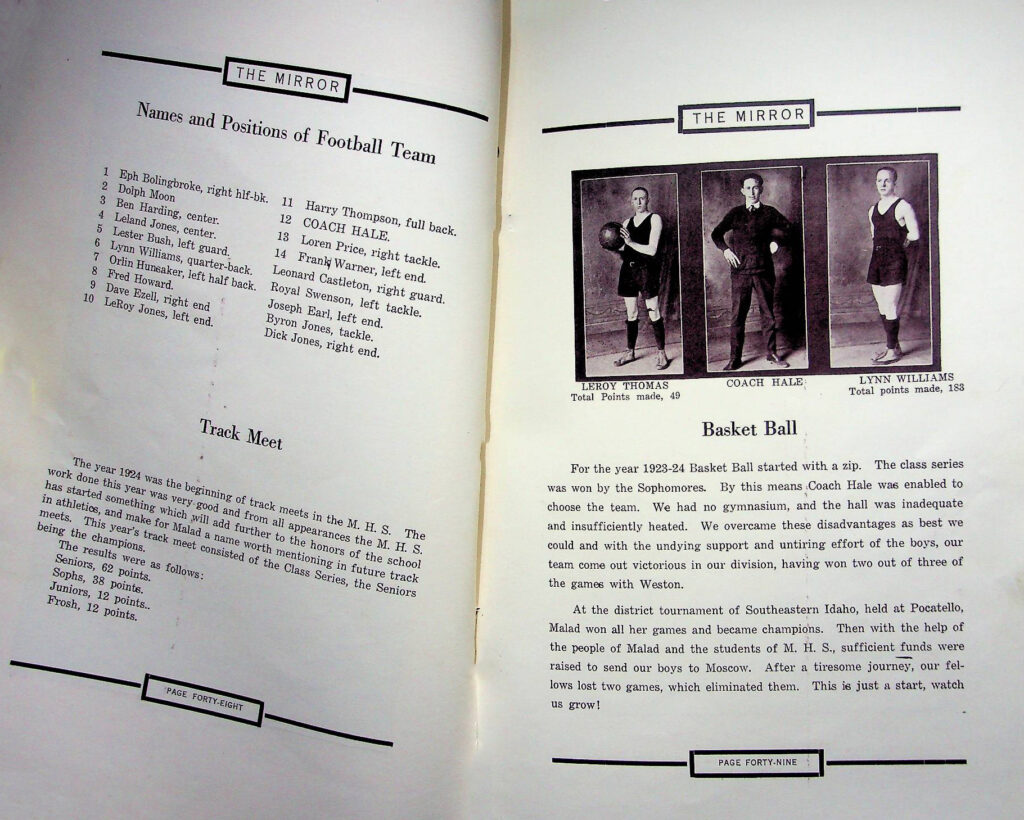 THE MIRROR
Names and Positions of Football Team
1 Eph Bolingbroke, right hlf-bk.
2 Dolph Moon
3 Ben Harding, center.
4 Leland Jones, center.
5 Lester Bush, left guard.
6 Lynn Williams, quarter-back.
7 Orlin Hunsaker, left half back.
8 Fred Howard.
9 Dave Ezell, right end
10 LeRoy Jones, left end.
11 Harry Thompson, full back.
12 COACH HALE.
13 Loren Price, right tackle.
14 Frank Warner, left end.
Leonard Castleton, right guard.
Royal Swenson, left tackle.
Joseph Earl, left end.
Byron Jones, tackle.
Dick Jones, right end.
Track Meet
The year 1924 was the beginning of track meets in the M. H. S. The
work done this year was very good and from all appearances the M. H. S.
has started something which will add further to the honors of the school
in athletics, and make for Malad a name worth mentioning in future track
meets. This year's track meet consisted of the Class Series, the Seniors
being the champions.
The results were as follows:
Seniors, 62 points.
Sophs, 38 points.
Juniors, 12 points..
Frosh, 12 points.
PAGE FORTY-EIGHT
THE MIRROR
LEROY THOMAS
Total Points made, 49
COACH HALE
LYNN WILLIAMS
Total points made, 183
Basket Ball
For the year 1923-24 Basket Ball started with a zip. The class series
was won by the Sophomores. By this means Coach Hale was enabled to
choose the team. We had no gymnasium, and the hall was inadequate
and insufficiently heated. We overcame these disadvantages as best we
could and with the undying support and untiring effort of the boys, our
team come out victorious in our division, having won two out of three of
the games with Weston.
At the district tournament of Southeastern Idaho, held at Pocatello,
Malad won all her games and became champions. Then with the help of
the people of Malad and the students of M. H. S., sufficient funds were
raised to send our boys to Moscow. After a tiresome journey, our fel-
lows lost two games, which eliminated them. This is just a start, watch
us grow!
PAGE FORTY-NINE